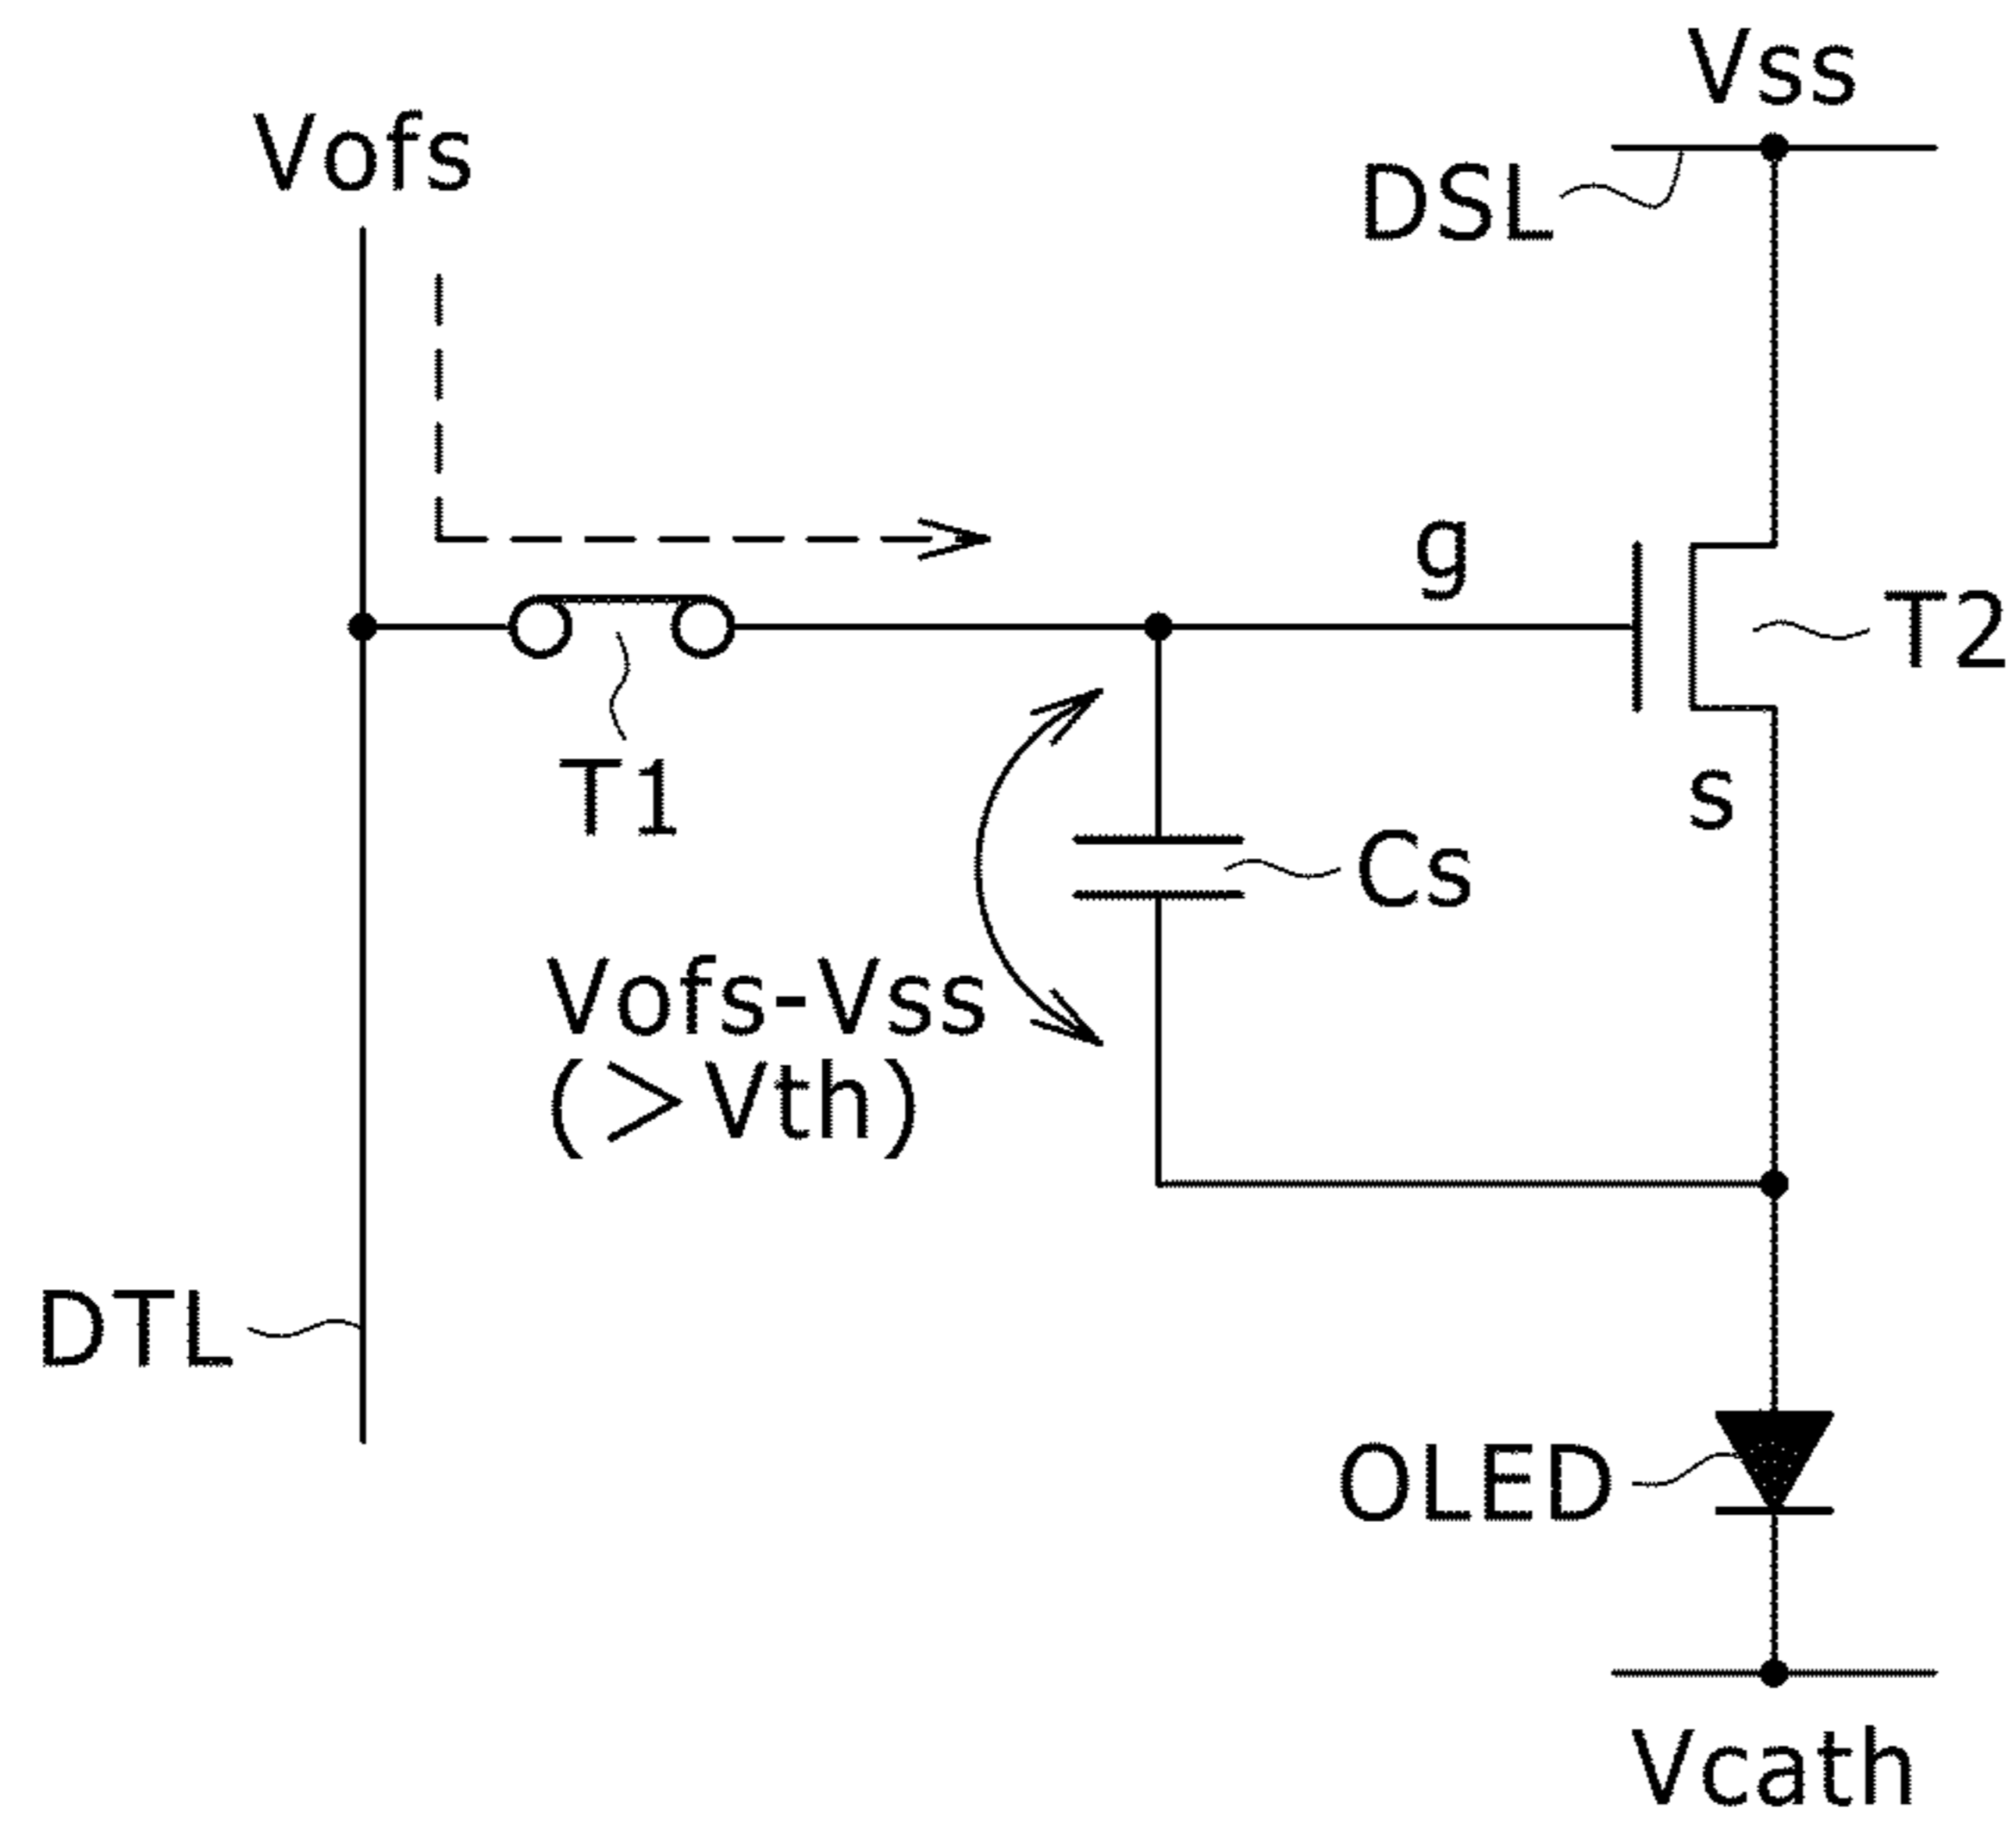 Vss
Vofs
DSL
g
T2
T1
s
Cs
Vofs-Vss
(>Vth)
DTL
OLED
Vcath